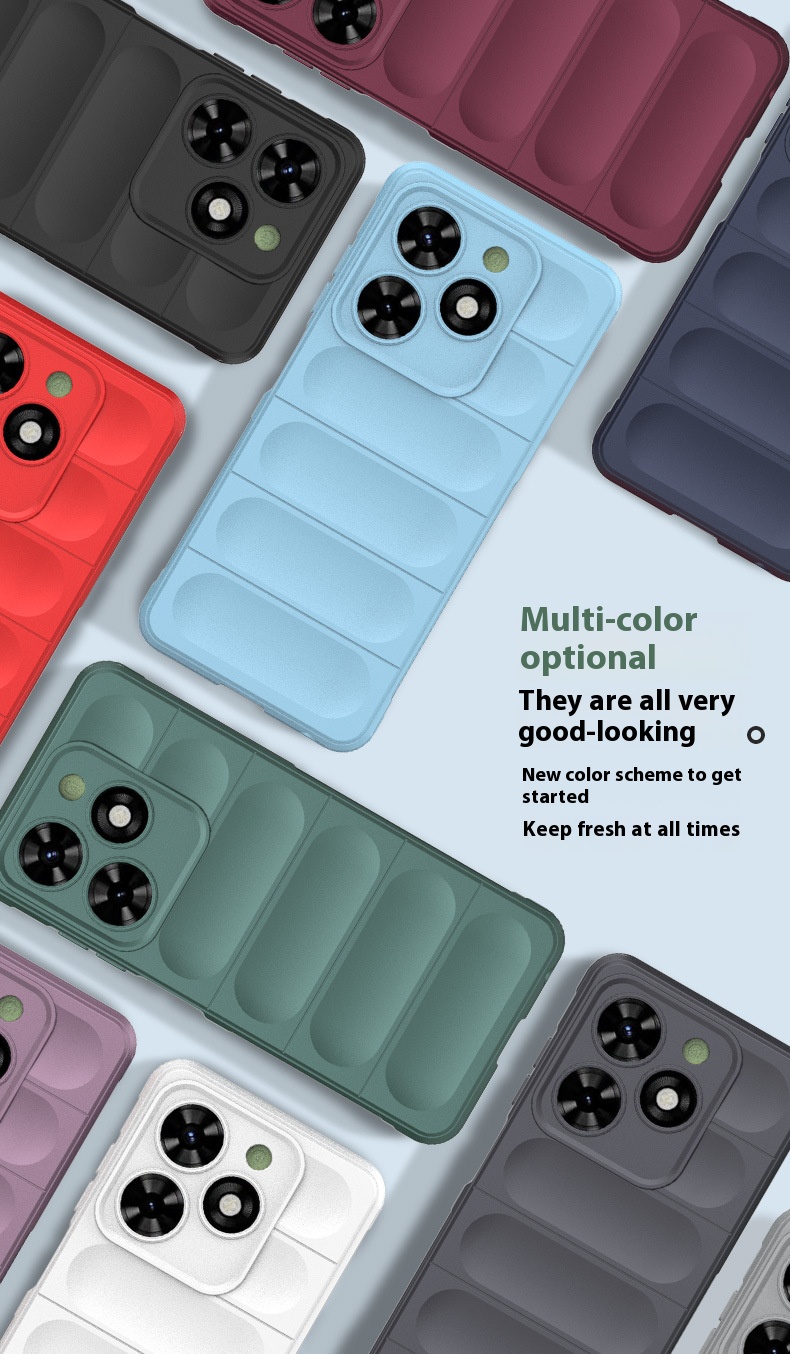 Multi-color
optional
They are all very
good-looking
New color scheme to get
started
Keep fresh at all times